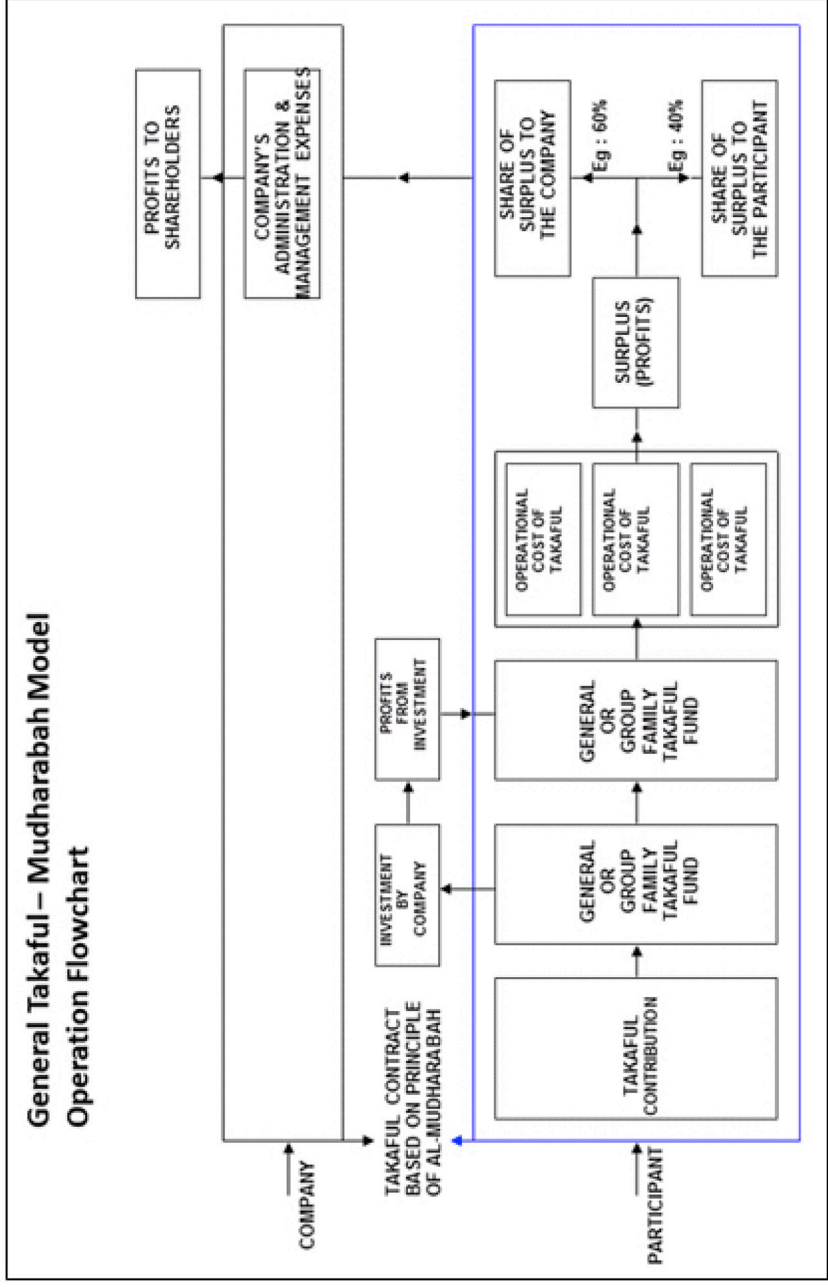 General Takaful – Mudharabah Model
Operation Flowchart
PROFITS TO
SHAREHOLDERS
COMPANY
COMPANY'S
ADMINISTRATION &
MANAGEMENT EXPENSES
TAKAFUL CONTRACT
BASED ON PRINCIPLE
OF AL-MUDHARABAH
INVESTMENT
BY
COMPANY
PROFITS
FROM
INVESTMENT
PARTICIPANT
TAKAFUL
CONTRIBUTION
GENERAL
OR
GROUP
FAMILY
TAKAFUL
FUND
GENERAL
OR
GROUP
FAMILY
TAKAFUL
FUND
OPERATIONAL
COST OF
TAKAFUL
OPERATIONAL
COST OF
TAKAFUL
OPERATIONAL
COST OF
TAKAFUL
SURPLUS
(PROFITS)
SHARE OF
SURPLUS TO
THE COMPANY
Eg : 60%
Eg : 40%
SHARE OF
SURPLUS TO
THE PARTICIPANT